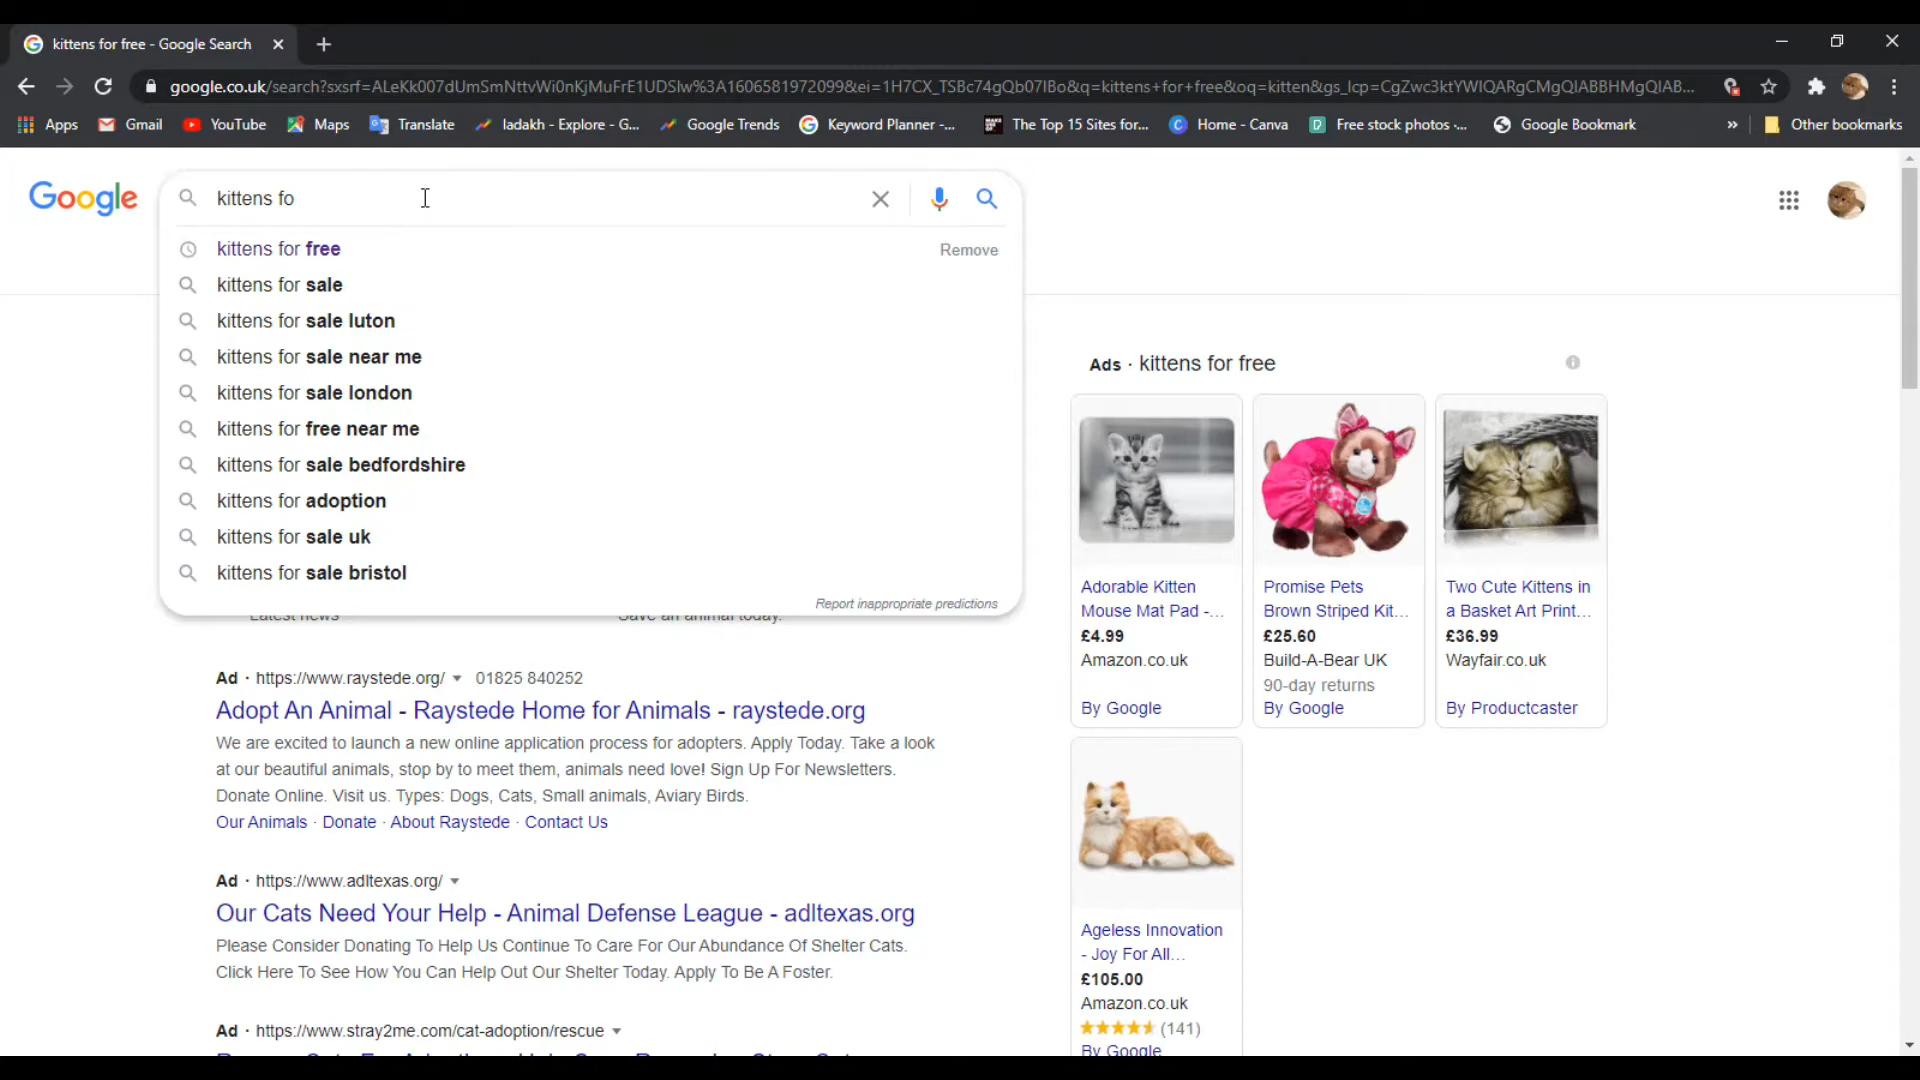 kittens for free - Google Search
google.co.uk/search?sxsrf=ALeKk007dUmSmNttvWi0nKjMuFrE1UDSlw%3A1606581972099&ei=1H7CX_TSBc74gQb07IBo&q=kittens+for+free&oq=kitten&gs_lcp=CgZwc3ktYWIQARgCMgQIABBHMgQIAB...
Apps Gmail YouTube Maps Translate ladakh - Explore - G... Google Trends Keyword Planner -... The Top 15 Sites for... Home - Canva Free stock photos ·... Google Bookmark » Other bookmarks
Google
kittens fo
kittens for free Remove
kittens for sale
kittens for sale luton
kittens for sale near me
kittens for sale london
kittens for free near me
kittens for sale bedfordshire
kittens for adoption
kittens for sale uk
kittens for sale bristol
Report inappropriate predictions
Latest news Save an animal today.
Ad · https://www.raystede.org/ 01825 840252
Adopt An Animal - Raystede Home for Animals - raystede.org
We are excited to launch a new online application process for adopters. Apply Today. Take a look
at our beautiful animals, stop by to meet them, animals need love! Sign Up For Newsletters.
Donate Online. Visit us. Types: Dogs, Cats, Small animals, Aviary Birds.
Our Animals · Donate · About Raystede · Contact Us
Ad · https://www.adltexas.org/
Our Cats Need Your Help - Animal Defense League - adltexas.org
Please Consider Donating To Help Us Continue To Care For Our Abundance Of Shelter Cats.
Click Here To See How You Can Help Out Our Shelter Today. Apply To Be A Foster.
Ad · https://www.stray2me.com/cat-adoption/rescue
Ads · kittens for free
Adorable Kitten
Mouse Mat Pad -...
£4.99
Amazon.co.uk
By Google
Promise Pets
Brown Striped Kit...
£25.60
Build-A-Bear UK
90-day returns
By Google
Two Cute Kittens in
a Basket Art Print...
£36.99
Wayfair.co.uk
By Productcaster
Ageless Innovation
- Joy For All...
£105.00
Amazon.co.uk
(141)
By Google